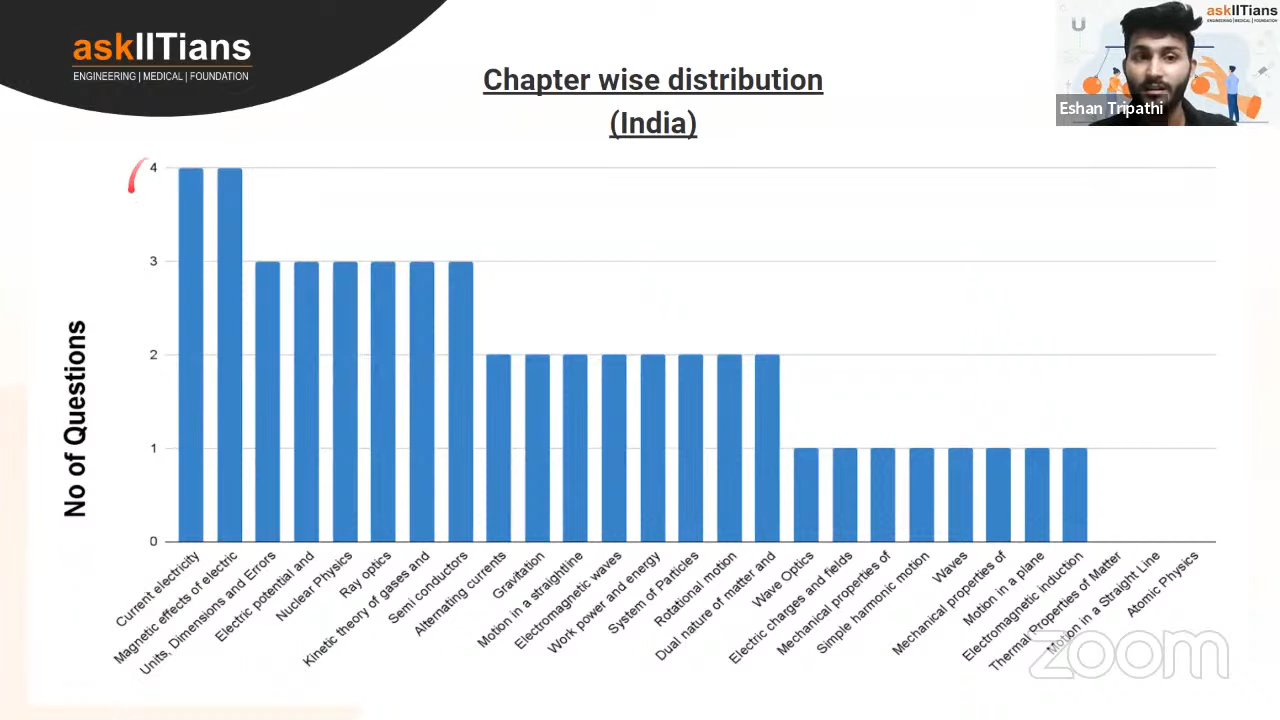 askIITians
ENGINEERING | MEDICAL | FOUNDATION
askIITians
ENGINEERING | MEDICAL | FOUNDATION
Eshan Tripathi
Chapter wise distribution
(India)
No of Questions
4
3
2
1
0
Current electricity
Magnetic effects of electric
Units, Dimensions and Errors
Electric potential and
Nuclear Physics
Ray optics
Kinetic theory of gases and
Semi conductors
Alternating currents
Gravitation
Motion in a straightline
Electromagnetic waves
Work power and energy
System of Particles
Rotational motion
Dual nature of matter and
Wave Optics
Electric charges and fields
Mechanical properties of
Simple harmonic motion
Waves
Mechanical properties of
Motion in a plane
Electromagnetic induction
Thermal Properties of Matter
Motion in a Straight Line
Atomic Physics
zoom